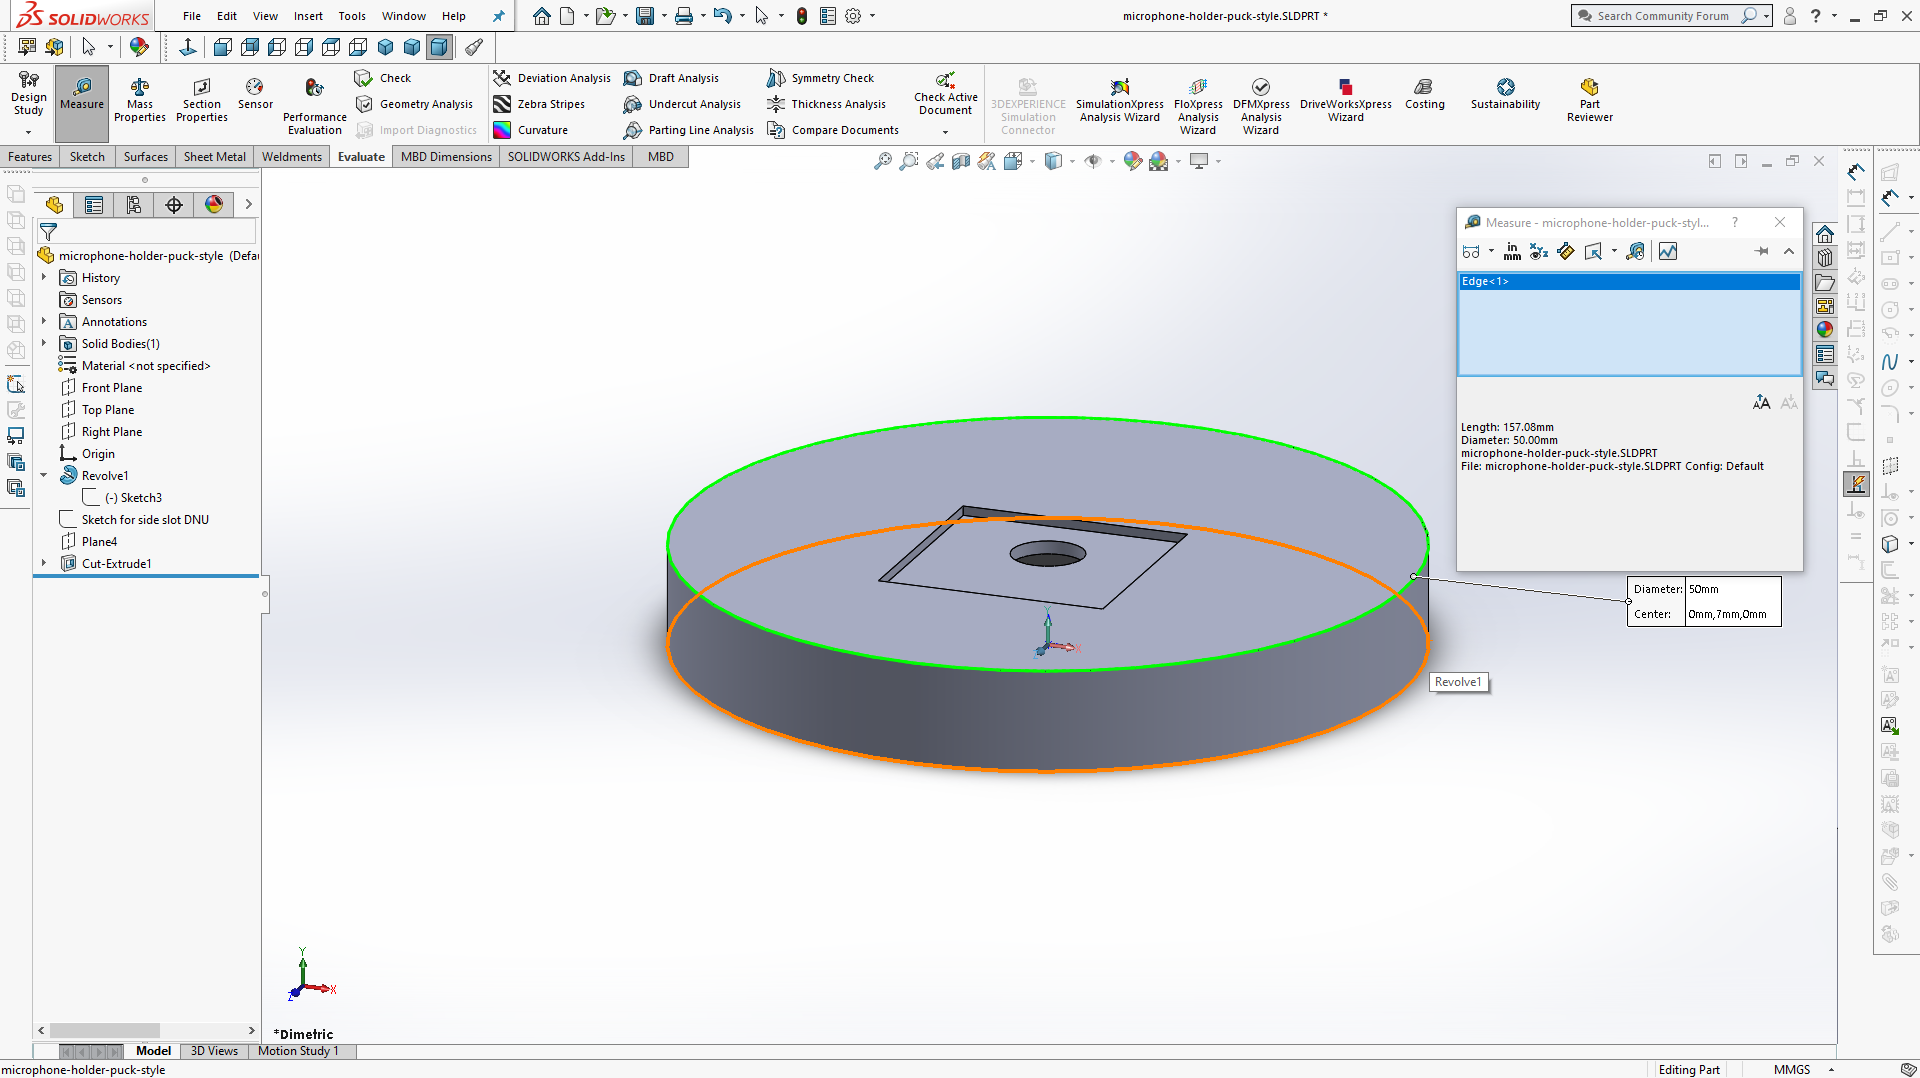 SOLIDWORKS File Edit View Insert Tools Window Help microphone-holder-puck-style.SLDPRT * Search Community Forum ?
Design Study
Measure
Mass Properties
Section Properties
Sensor
Performance Evaluation
Check
Geometry Analysis
Import Diagnostics
Deviation Analysis
Zebra Stripes
Curvature
Draft Analysis
Undercut Analysis
Parting Line Analysis
Symmetry Check
Thickness Analysis
Compare Documents
Check Active Document
3DEXPERIENCE Simulation Connector
SimulationXpress Analysis Wizard
FloXpress Analysis Wizard
DFMXpress Analysis Wizard
DriveWorksXpress Wizard
Costing
Sustainability
Part Reviewer
Features Sketch Surfaces Sheet Metal Weldments Evaluate MBD Dimensions SOLIDWORKS Add-Ins MBD
microphone-holder-puck-style (Defau
History
Sensors
Annotations
Solid Bodies(1)
Material <not specified>
Front Plane
Top Plane
Right Plane
Origin
Revolve1
(-) Sketch3
Sketch for side slot DNU
Plane4
Cut-Extrude1
Measure - microphone-holder-puck-styl... ?
in
mm
Edge<1>
Length: 157.08mm
Diameter: 50.00mm
microphone-holder-puck-style.SLDPRT
File: microphone-holder-puck-style.SLDPRT Config: Default
Diameter: 50mm
Center: 0mm,7mm,0mm
Revolve1
Y
X
Z
Y
X
Z
*Dimetric
Model 3D Views Motion Study 1
microphone-holder-puck-style Editing Part MMGS